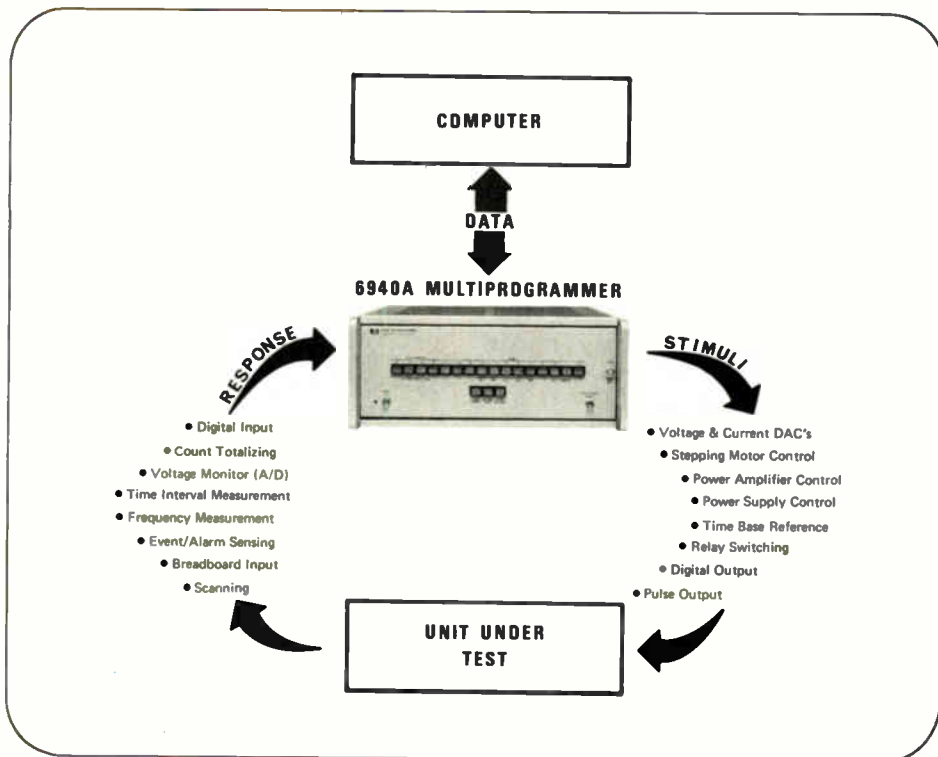 COMPUTER
DATA
6940A MULTIPROGRAMMER
RESPONSE
STIMULI
• Digital Input
• Count Totalizing
• Voltage Monitor (A/D)
• Time Interval Measurement
• Frequency Measurement
• Event/Alarm Sensing
• Breadboard Input
• Scanning
• Voltage & Current DAC's
• Stepping Motor Control
• Power Amplifier Control
• Power Supply Control
• Time Base Reference
• Relay Switching
• Digital Output
• Pulse Output
UNIT UNDER
TEST